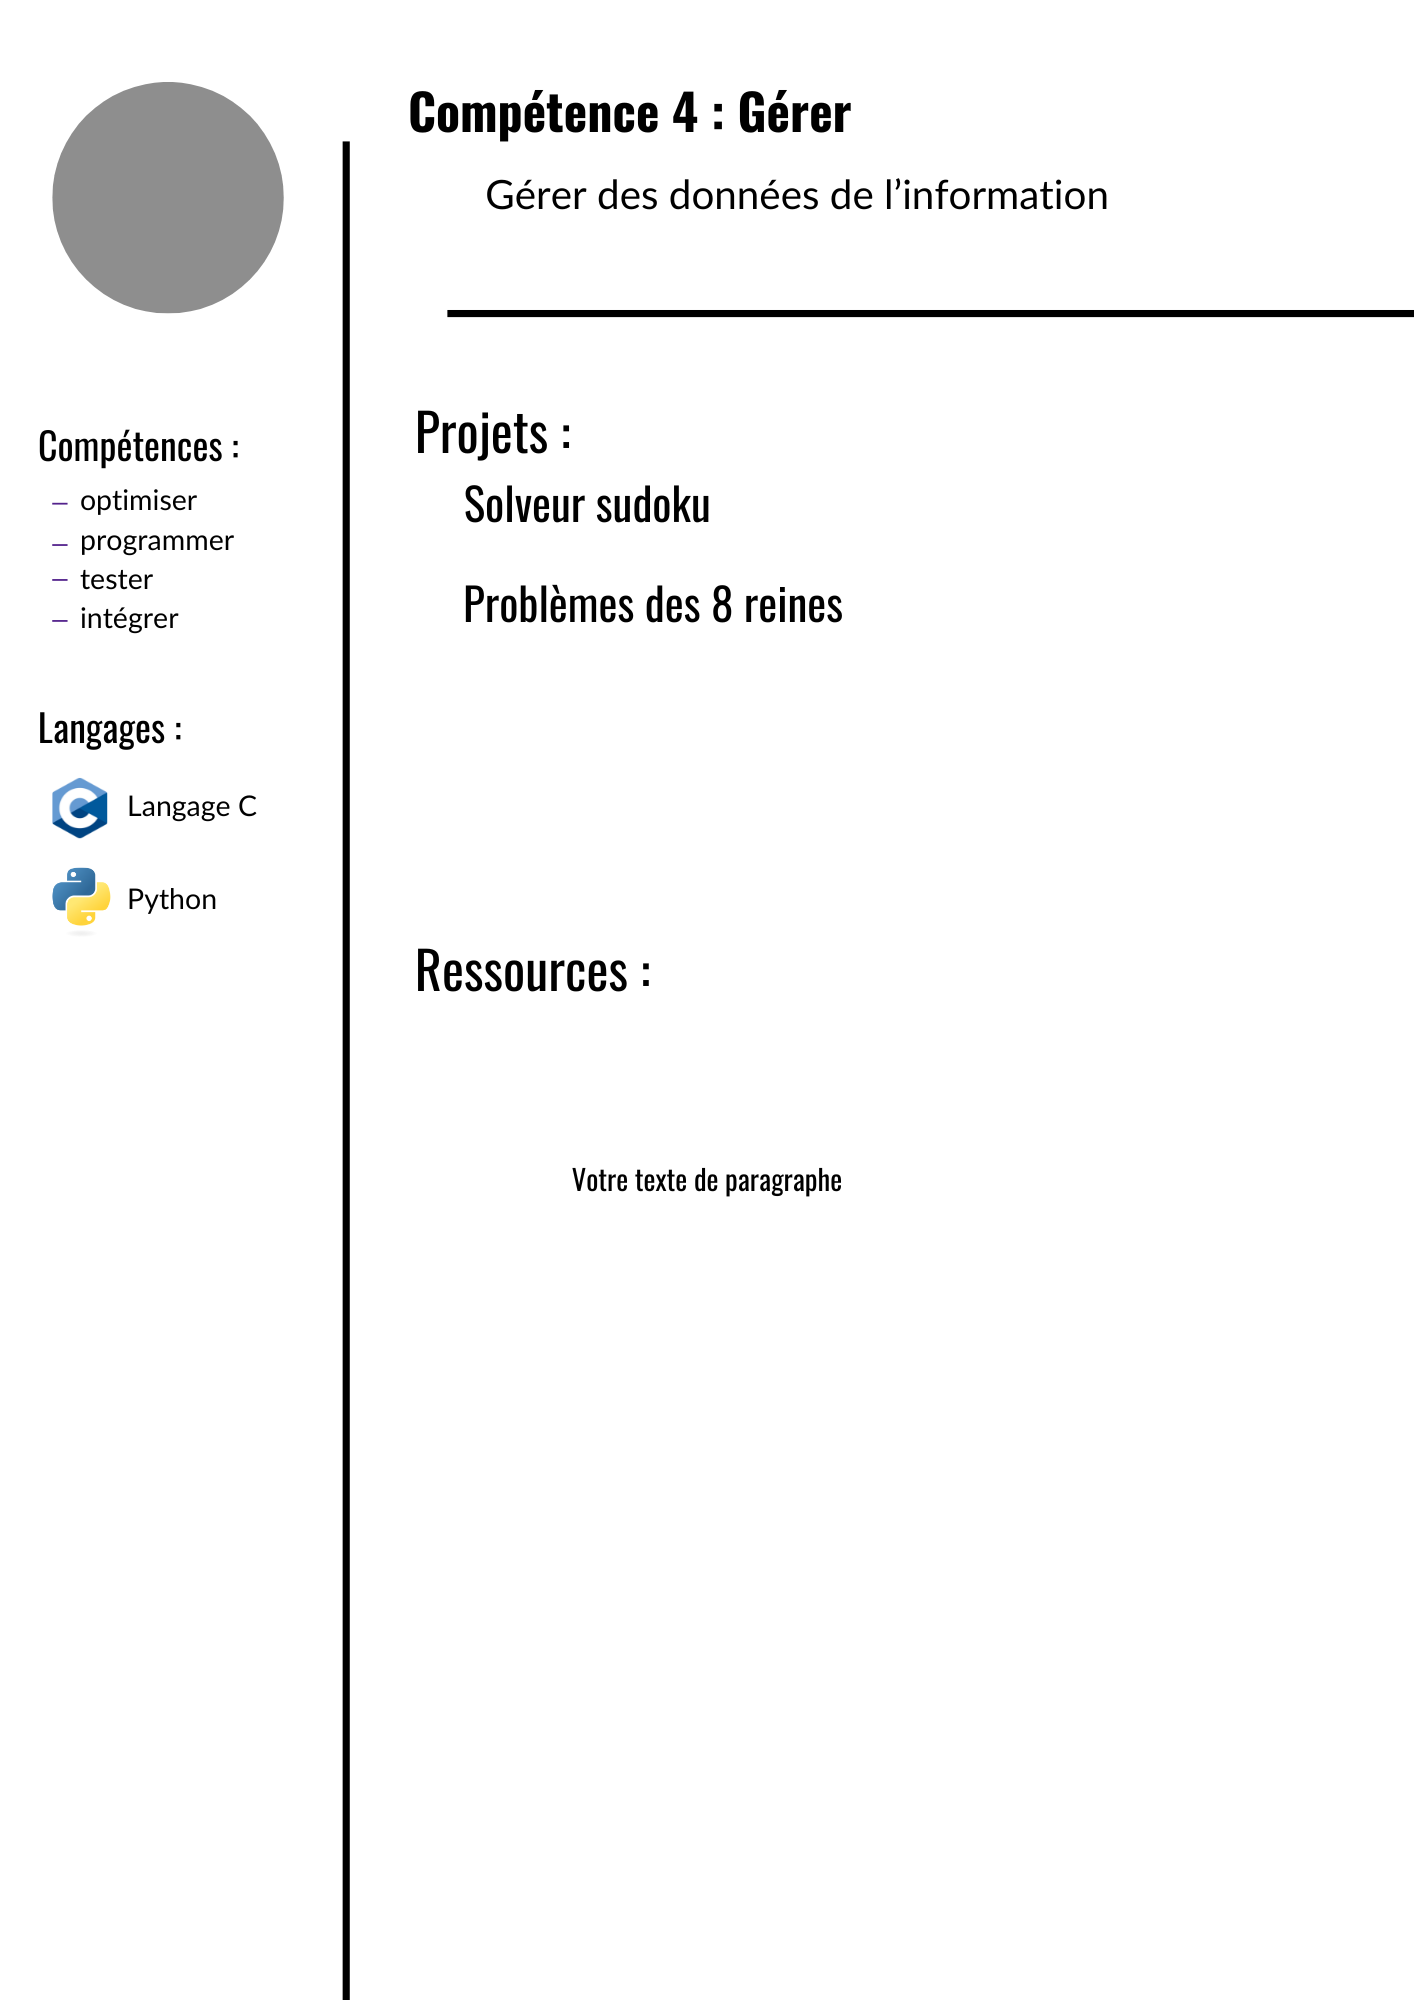 Compétence 4 : Gérer
Gérer des données de l’information
Compétences :
– optimiser
– programmer
– tester
– intégrer
Langages :
Langage C
Python
Projets :
Solveur sudoku
Problèmes des 8 reines
Ressources :
Votre texte de paragraphe